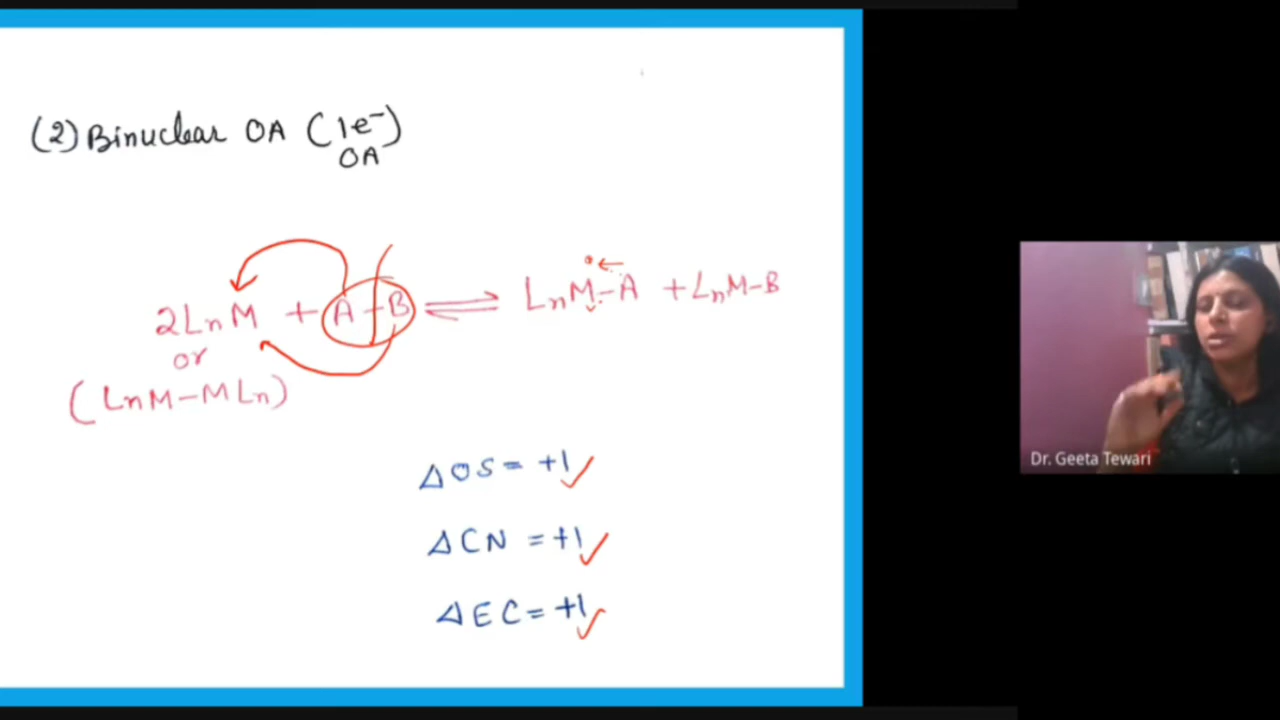 (2) Binuclear OA (1e⁻)
OA
2LnM + A-B ⇌ LnM-A + LnM-B
or
(LnM-MLn)
ΔOS = +1 ✓
ΔCN = +1 ✓
ΔEC = +1 ✓
Dr. Geeta Tewari